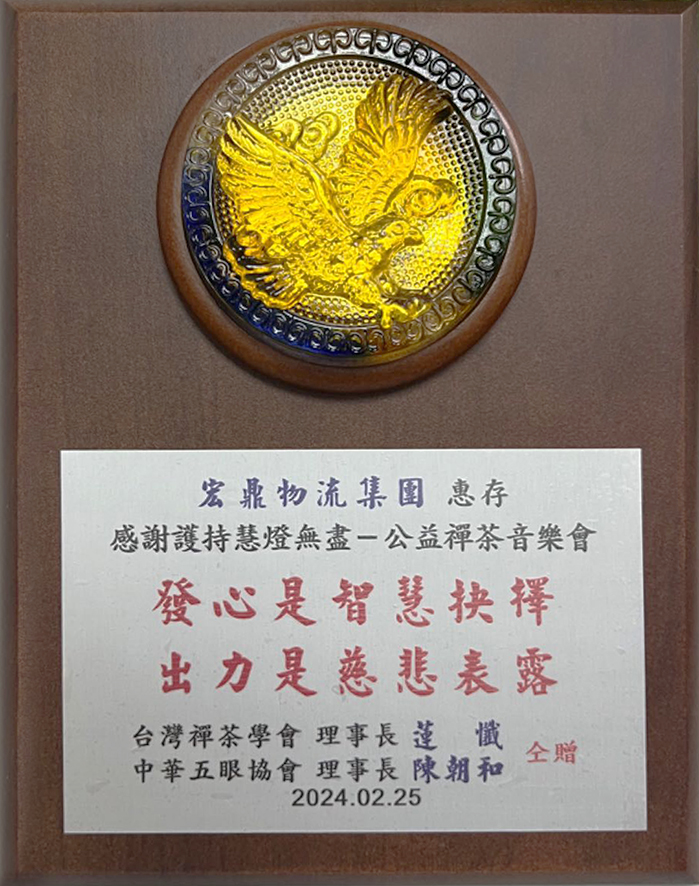 宏鼎物流集團 惠存
感謝護持慧燈無盡－公益禪茶音樂會
發心是智慧抉擇
出力是慈悲表露
台灣禪茶學會 理事長 蓮 懺
中華五眼協會 理事長 陳朝和
仝贈
2024.02.25